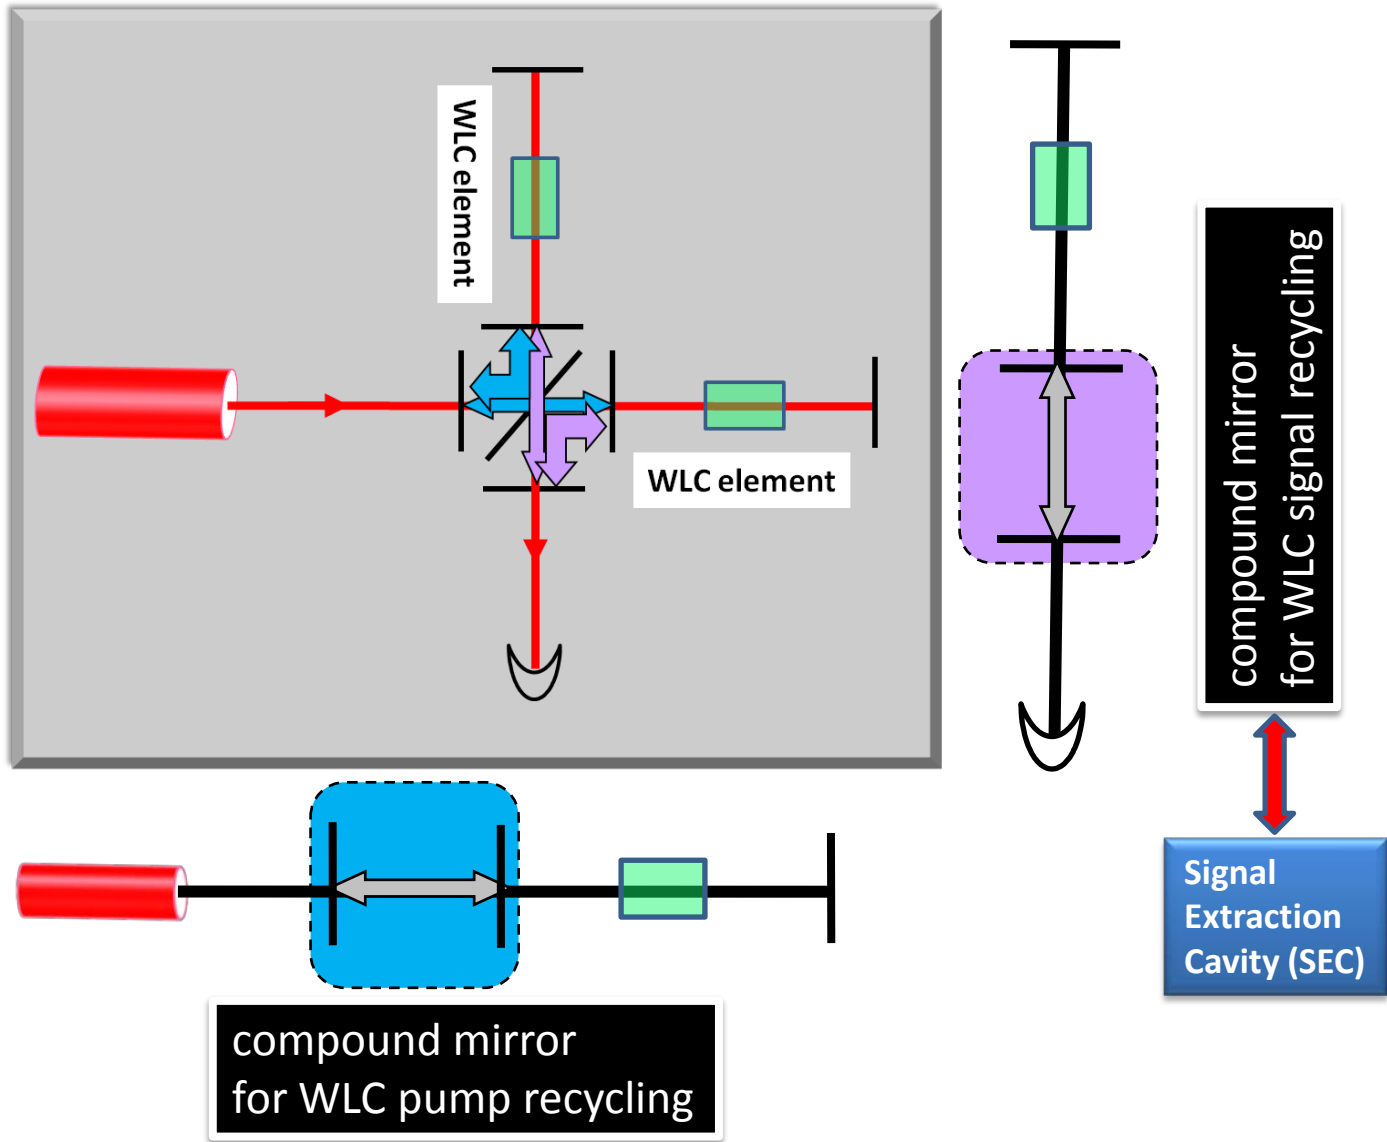 WLC element
WLC element
compound mirror
for WLC signal recycling
Signal
Extraction
Cavity (SEC)
compound mirror
for WLC pump recycling